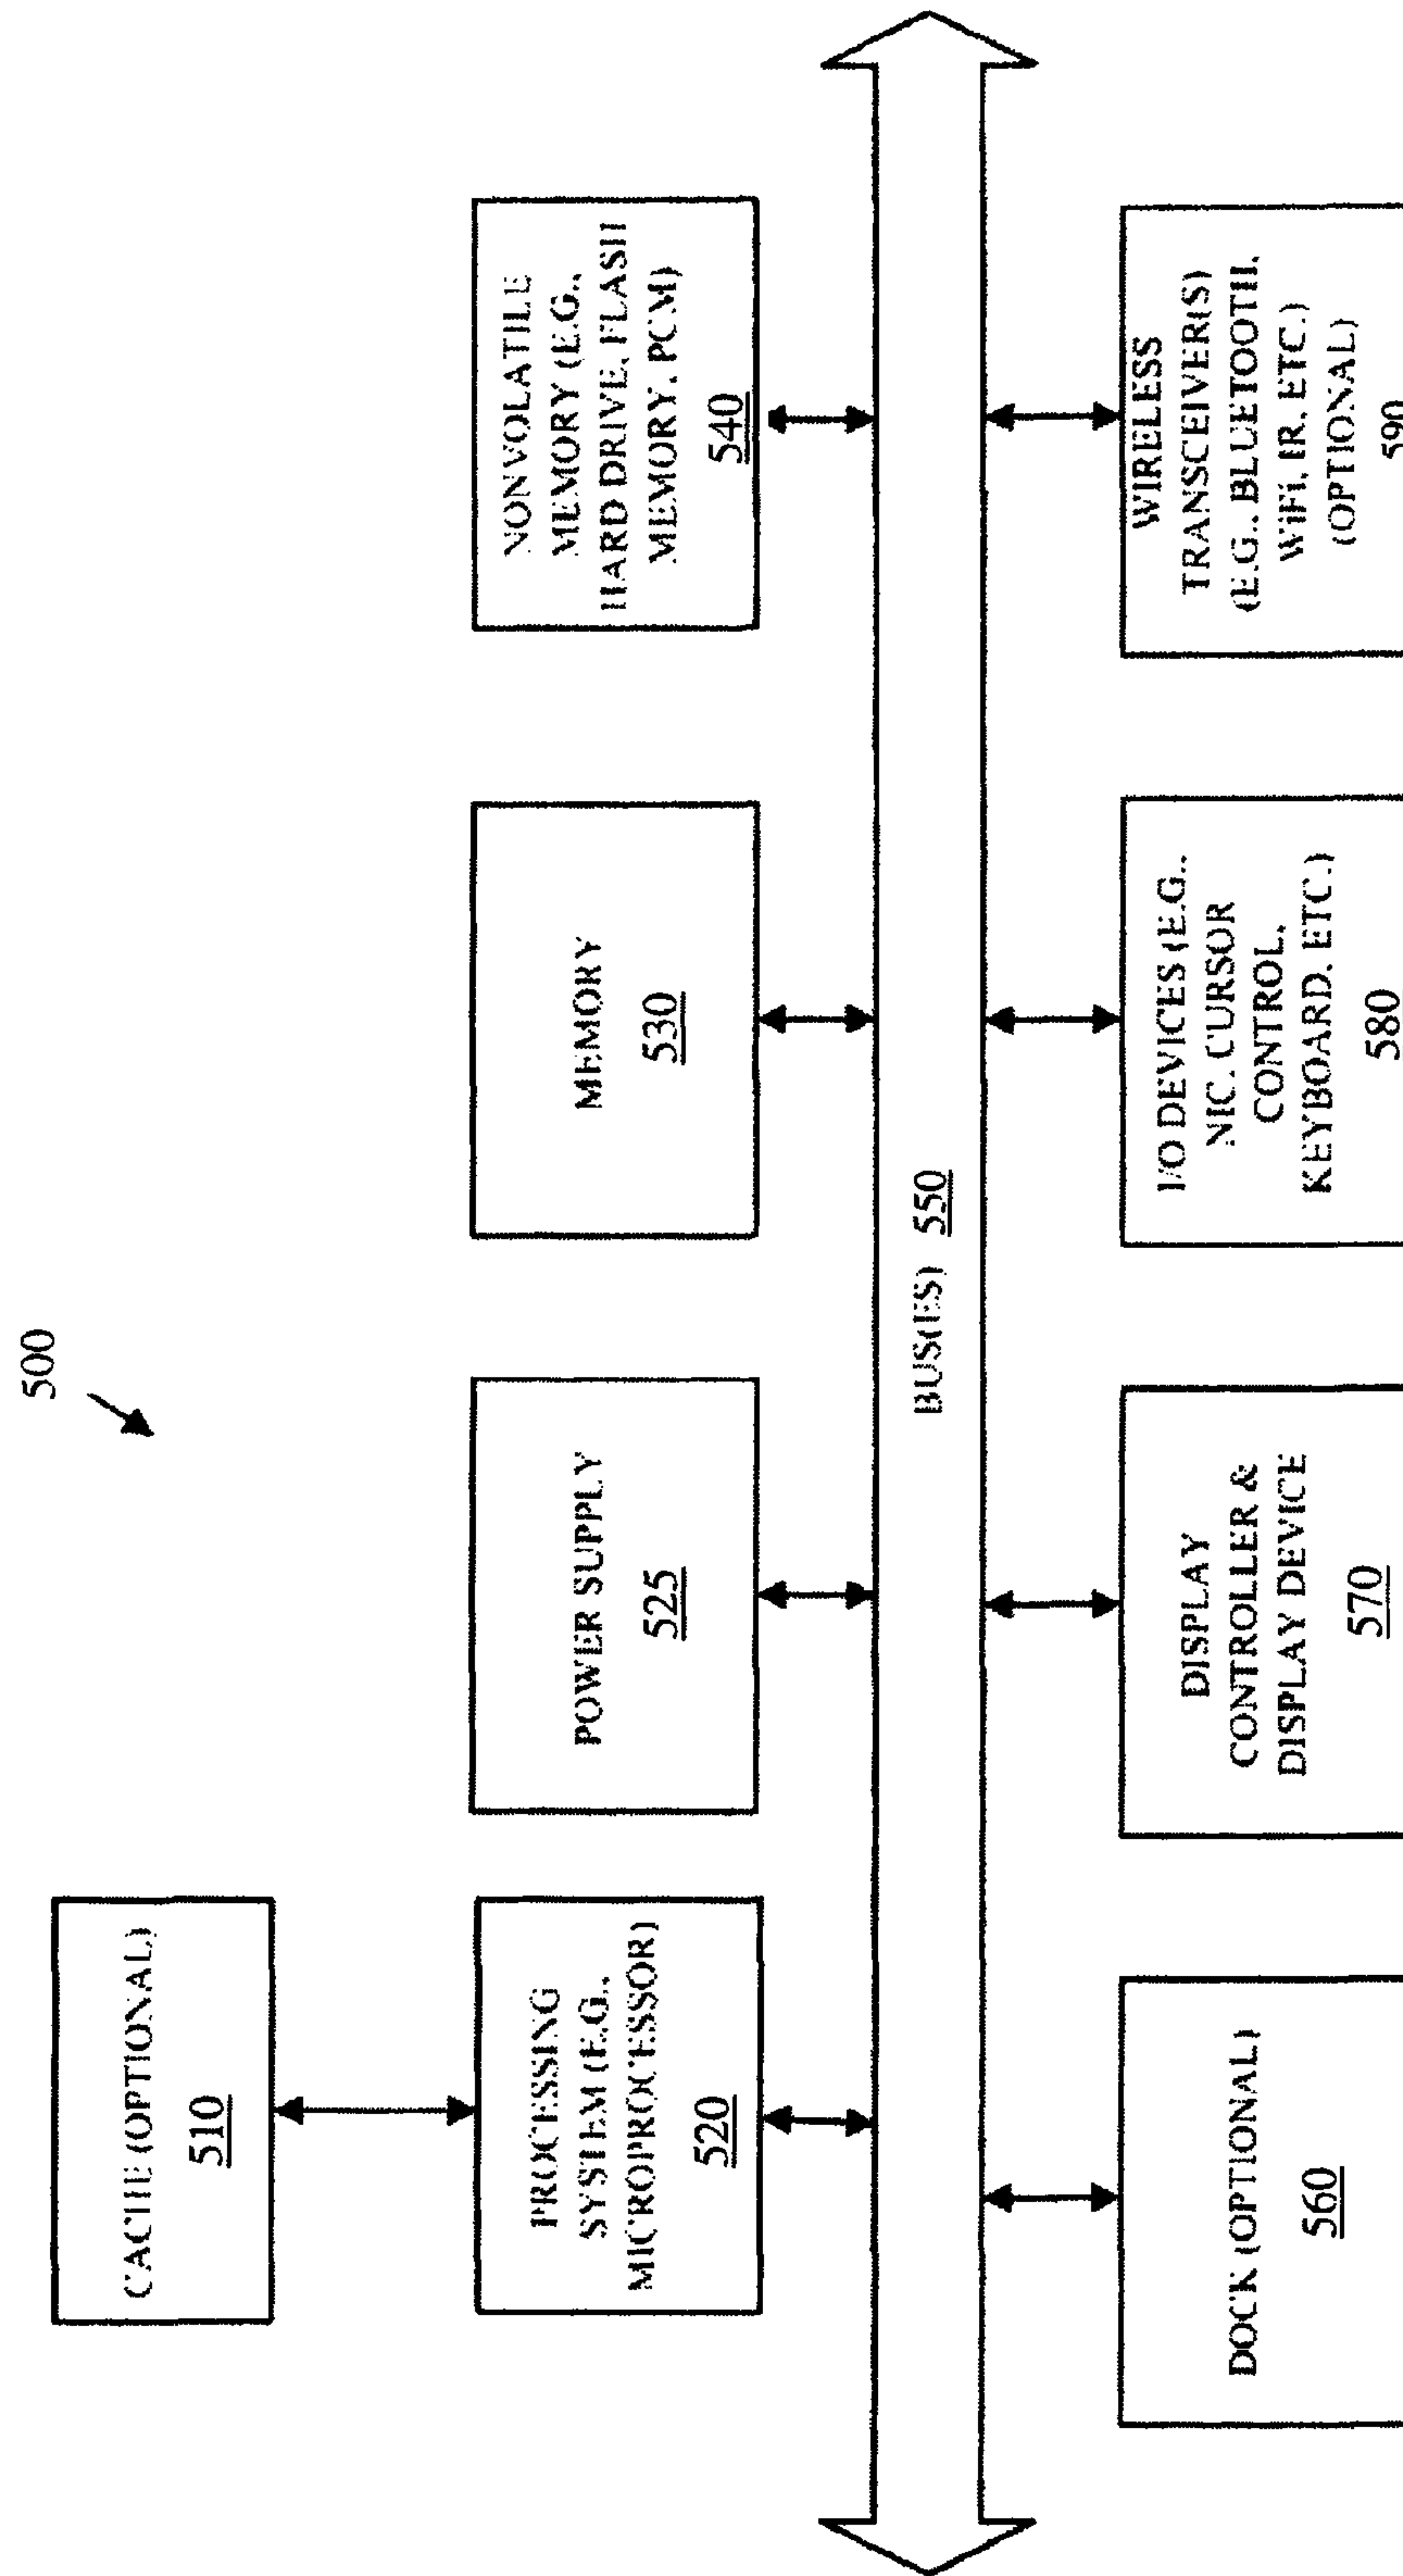 500
CACHE (OPTIONAL)
510
PROCESSING
SYSTEM (E.G.,
MICROPROCESSOR)
520
POWER SUPPLY
525
MEMORY
530
NONVOLATILE
MEMORY (E.G.,
HARD DRIVE, FLASH
MEMORY, PCM)
540
BUS(ES) 550
DOCK (OPTIONAL)
560
DISPLAY
CONTROLLER &
DISPLAY DEVICE
570
I/O DEVICES (E.G.,
NIC, CURSOR
CONTROL,
KEYBOARD, ETC.)
580
WIRELESS
TRANSCEIVER(S)
(E.G., BLUETOOTH,
WiFi, IR, ETC.)
(OPTIONAL)
590